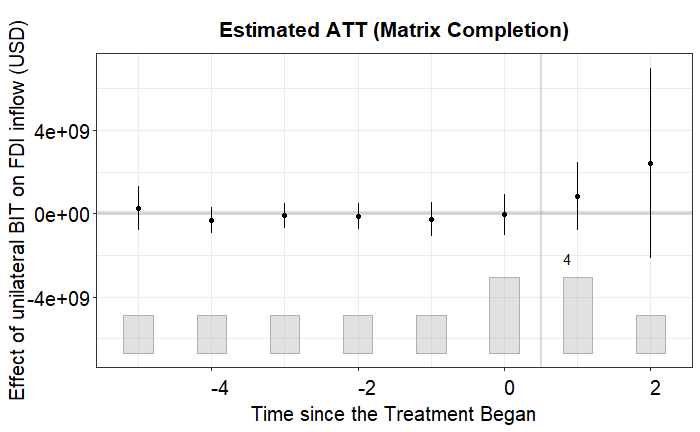 Estimated ATT (Matrix Completion)
Effect of unilateral BIT on FDI inflow (USD)
4e+09
0e+00
-4e+09
4
-4
-2
0
2
Time since the Treatment Began